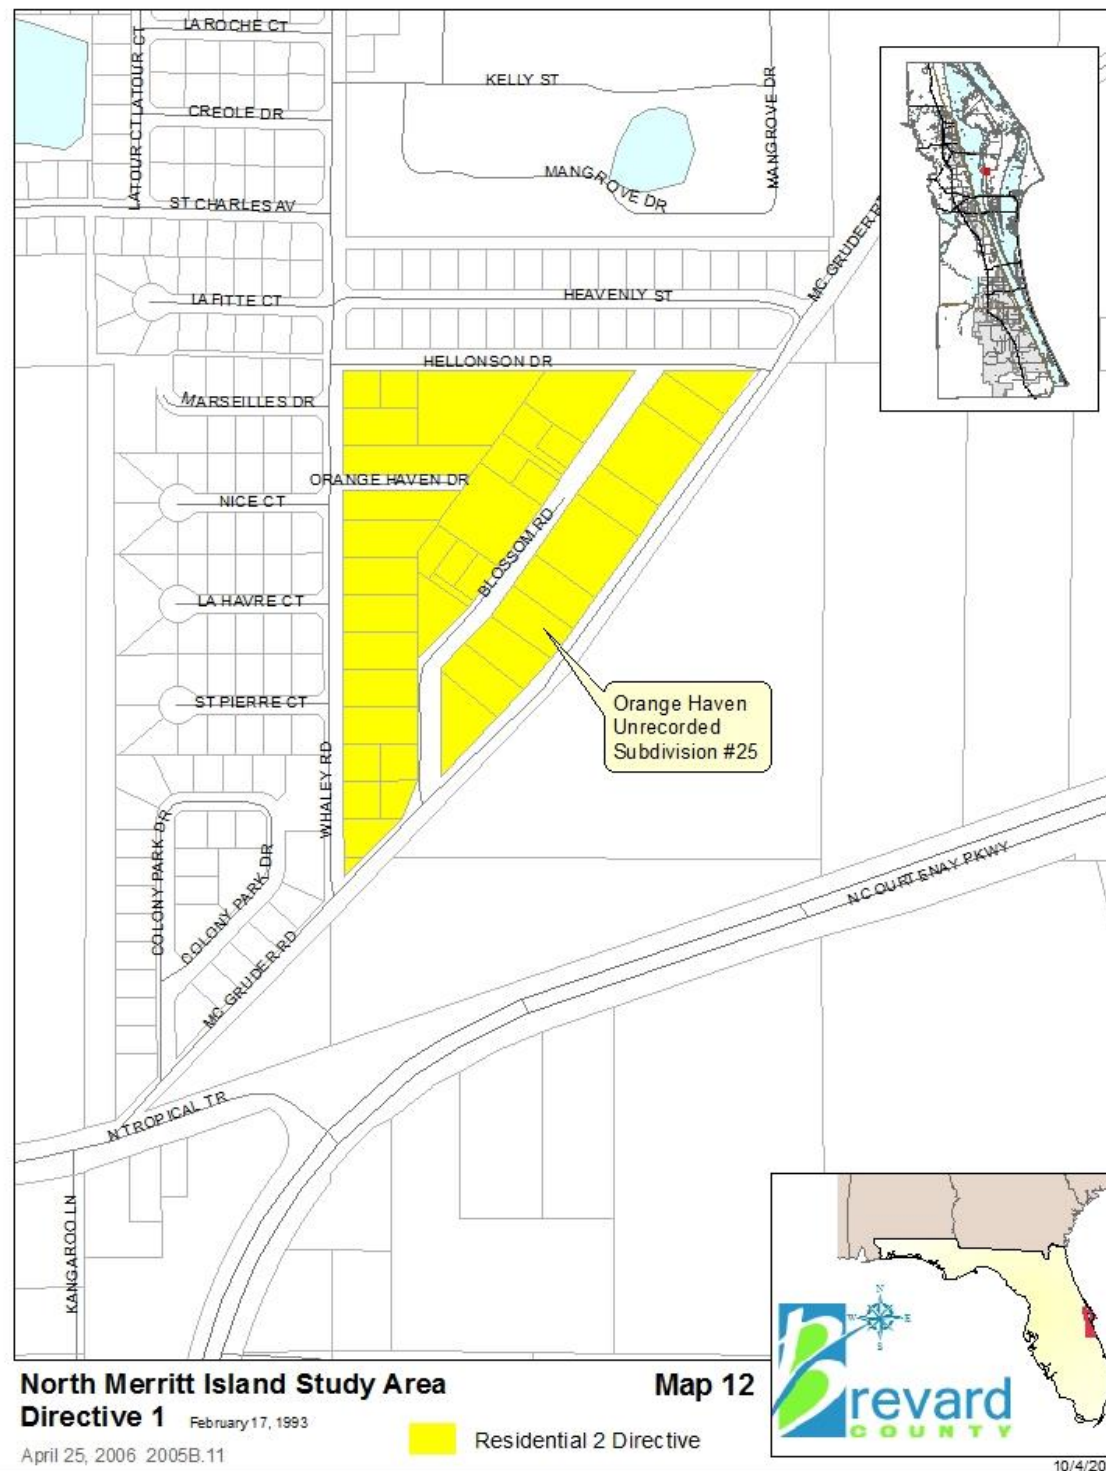 LA ROCHE CT
LATOUR CT
LATOUR CT
CREOLE DR
KELLY ST
MANGROVE DR
MANGROVE DR
ST CHARLES AV
MC GRUDER RD
LAFITTE CT
HEAVENLY ST
HELLONSON DR
MARSEILLES DR
ORANGE HAVEN DR
NICE CT
BLOSSOM RD
LA HAVRE CT
ST PIERRE CT
Orange Haven
Unrecorded
Subdivision #25
WHALEY RD
COLONY PARK DR
COLONY PARK DR
MC GRUDER RD
N COURTENAY PKWY
N TROPICAL TR
KANGAROO LN
N
W E
S
Brevard
COUNTY
North Merritt Island Study Area
Map 12
Directive 1 February 17, 1993
Residential 2 Directive
April 25, 2006 2005B.11
10/4/20